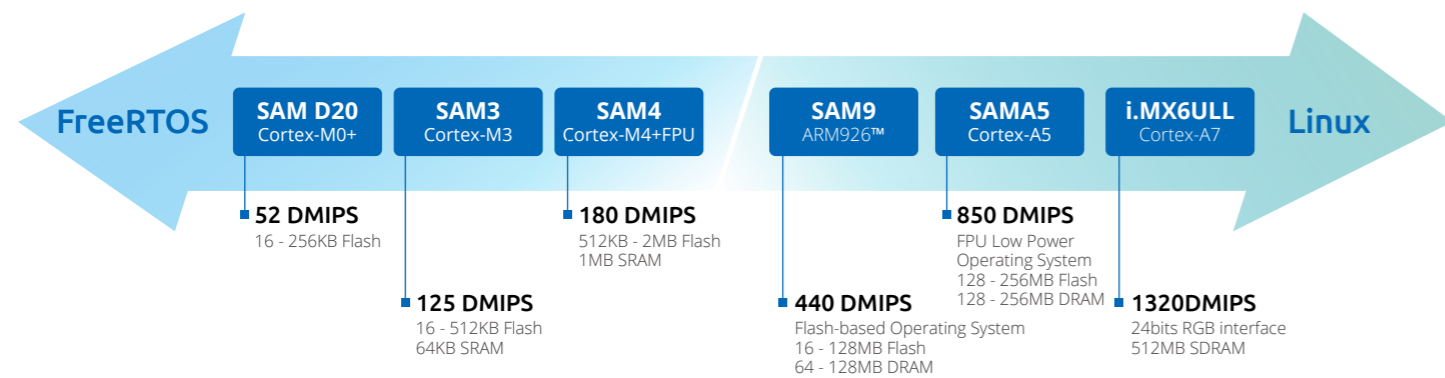 FreeRTOS
SAM D20
Cortex-M0+
SAM3
Cortex-M3
SAM4
Cortex-M4+FPU
SAM9
ARM926™
SAMA5
Cortex-A5
i.MX6ULL
Cortex-A7
Linux
52 DMIPS
16 - 256KB Flash
125 DMIPS
16 - 512KB Flash
64KB SRAM
180 DMIPS
512KB - 2MB Flash
1MB SRAM
440 DMIPS
Flash-based Operating System
16 - 128MB Flash
64 - 128MB DRAM
850 DMIPS
FPU Low Power
Operating System
128 - 256MB Flash
128 - 256MB DRAM
1320DMIPS
24bits RGB interface
512MB SDRAM